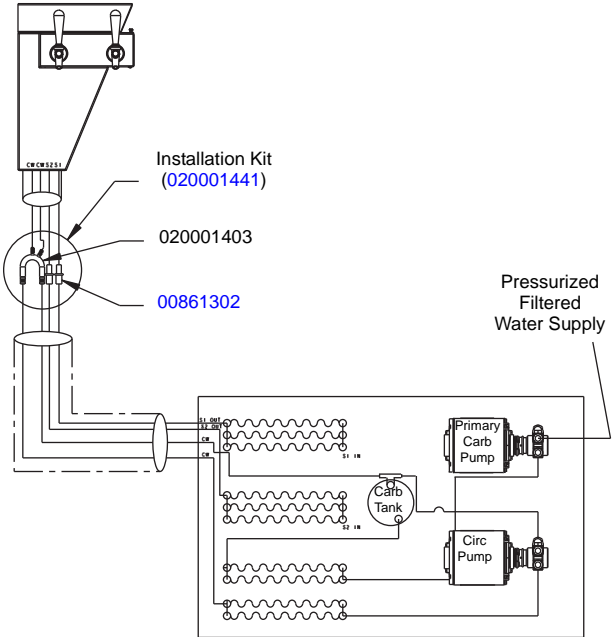 CW CW S2 S1
Installation Kit
(020001441)
020001403
00861302
Pressurized
Filtered
Water Supply
S1 OUT
S2 OUT
CW
CW
S1 IN
S2 IN
Primary
Carb
Pump
Carb
Tank
Circ
Pump